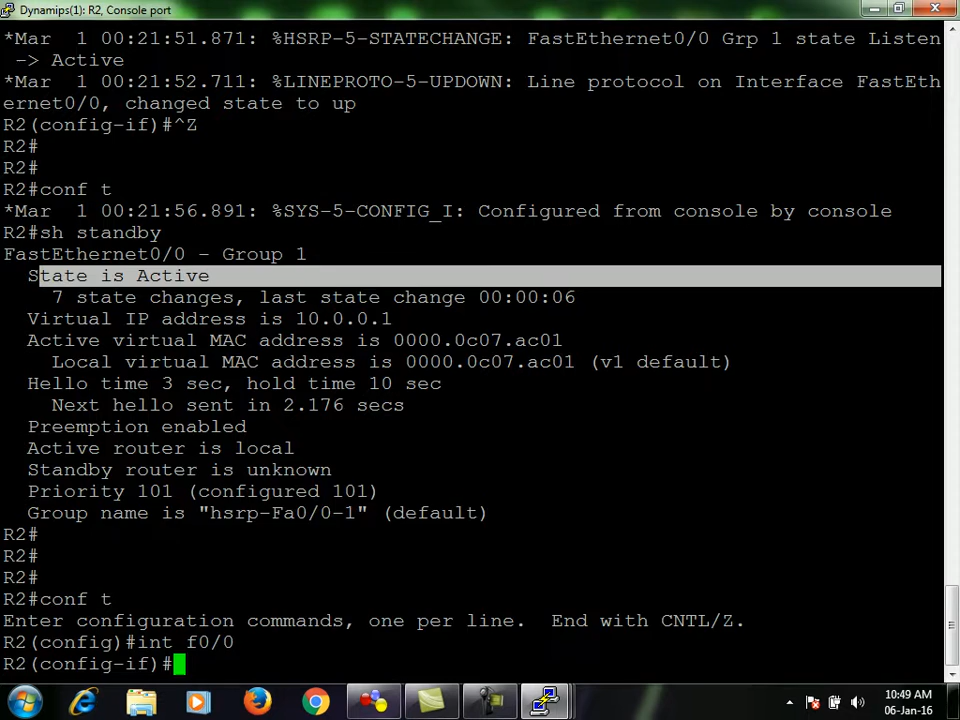 Dynamips(1): R2, Console port
*Mar  1 00:21:51.871: %HSRP-5-STATECHANGE: FastEthernet0/0 Grp 1 state Listen
 -> Active
*Mar  1 00:21:52.711: %LINEPROTO-5-UPDOWN: Line protocol on Interface FastEth
ernet0/0, changed state to up
R2(config-if)#^Z
R2#
R2#
R2#conf t
*Mar  1 00:21:56.891: %SYS-5-CONFIG_I: Configured from console by console
R2#sh standby
FastEthernet0/0 - Group 1
  State is Active
    7 state changes, last state change 00:00:06
  Virtual IP address is 10.0.0.1
  Active virtual MAC address is 0000.0c07.ac01
    Local virtual MAC address is 0000.0c07.ac01 (v1 default)
  Hello time 3 sec, hold time 10 sec
    Next hello sent in 2.176 secs
  Preemption enabled
  Active router is local
  Standby router is unknown
  Priority 101 (configured 101)
  Group name is "hsrp-Fa0/0-1" (default)
R2#
R2#
R2#
R2#conf t
Enter configuration commands, one per line.  End with CNTL/Z.
R2(config)#int f0/0
R2(config-if)#
10:49 AM
06-Jan-16